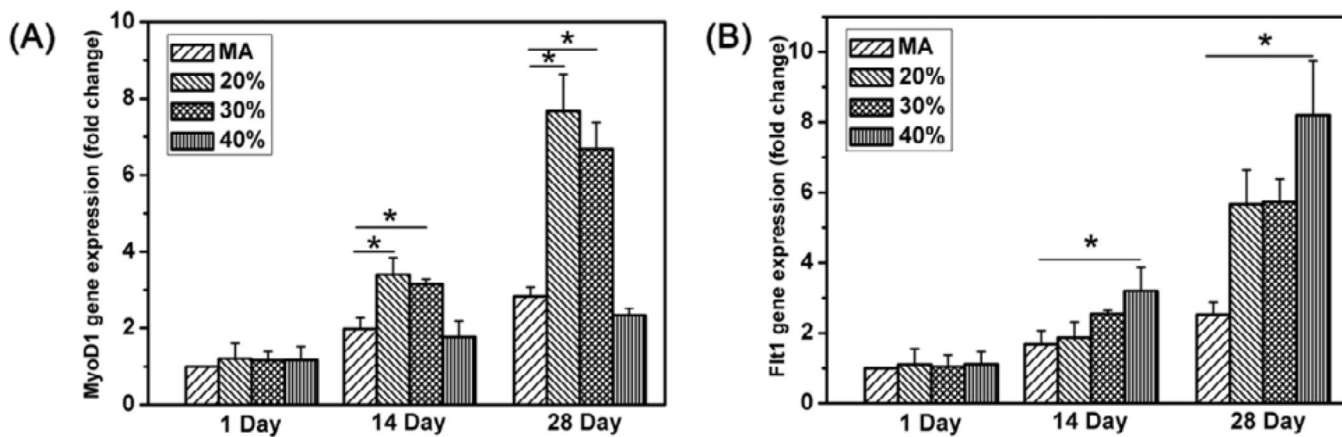 (A)
MyoD1 gene expression (fold change)
10
8
6
4
2
0
MA
20%
30%
40%
*
*
*
*
1 Day
14 Day
28 Day
(B)
Flt1 gene expression (fold change)
10
8
6
4
2
0
MA
20%
30%
40%
*
*
1 Day
14 Day
28 Day